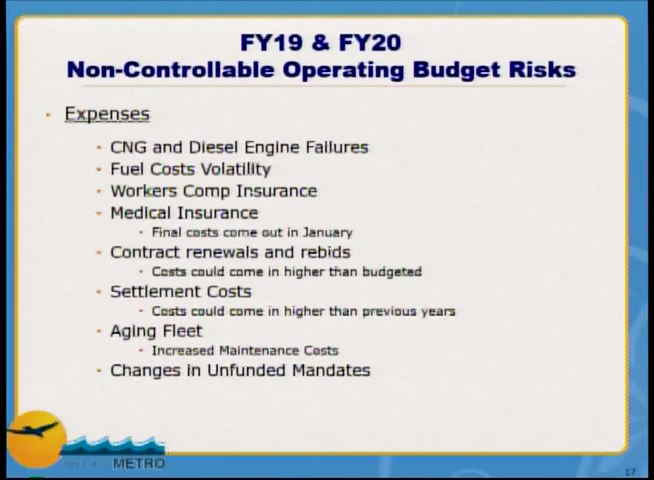 FY19 & FY20
Non-Controllable Operating Budget Risks
Expenses
CNG and Diesel Engine Failures
Fuel Costs Volatility
Workers Comp Insurance
Medical Insurance
Final costs come out in January
Contract renewals and rebids
Costs could come in higher than budgeted
Settlement Costs
Costs could come in higher than previous years
Aging Fleet
Increased Maintenance Costs
Changes in Unfunded Mandates
METRO
17